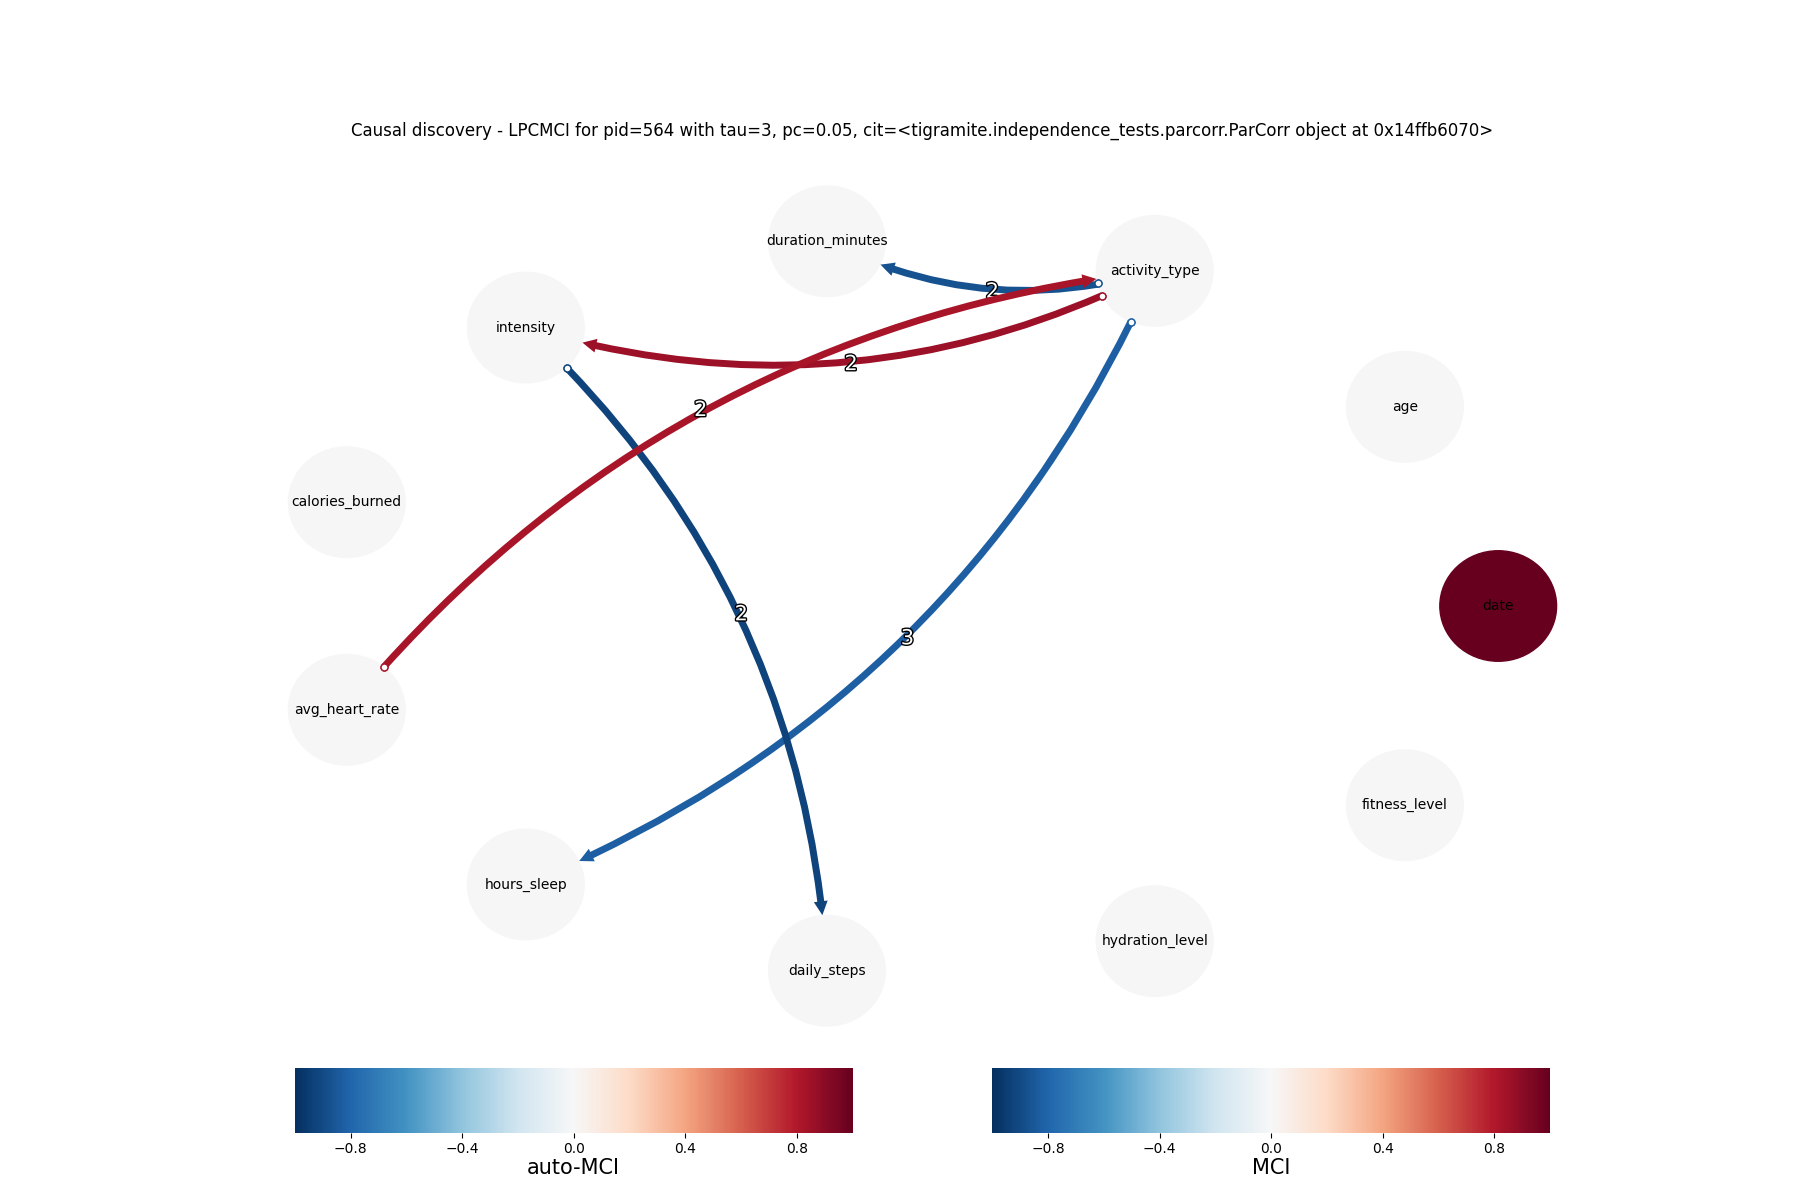 Causal discovery - LPCMCI for pid=564 with tau=3, pc=0.05, cit=<tigramite.independence_tests.parcorr.ParCorr object at 0x14ffb6070>
duration_minutes
activity_type
2
intensity
2
2
age
calories_burned
date
2
3
avg_heart_rate
fitness_level
hours_sleep
hydration_level
daily_steps
−0.8 −0.4 0.0 0.4 0.8
auto-MCI
−0.8 −0.4 0.0 0.4 0.8
MCI